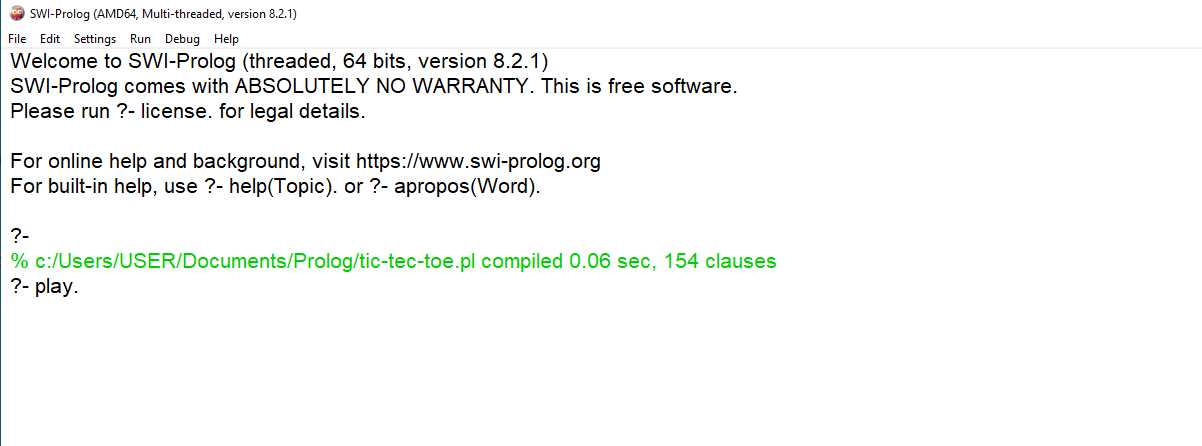 SWI-Prolog (AMD64, Multi-threaded, version 8.2.1)
File Edit Settings Run Debug Help
Welcome to SWI-Prolog (threaded, 64 bits, version 8.2.1)
SWI-Prolog comes with ABSOLUTELY NO WARRANTY. This is free software.
Please run ?- license. for legal details.
For online help and background, visit https://www.swi-prolog.org
For built-in help, use ?- help(Topic). or ?- apropos(Word).
?-
% c:/Users/USER/Documents/Prolog/tic-tec-toe.pl compiled 0.06 sec, 154 clauses
?- play.